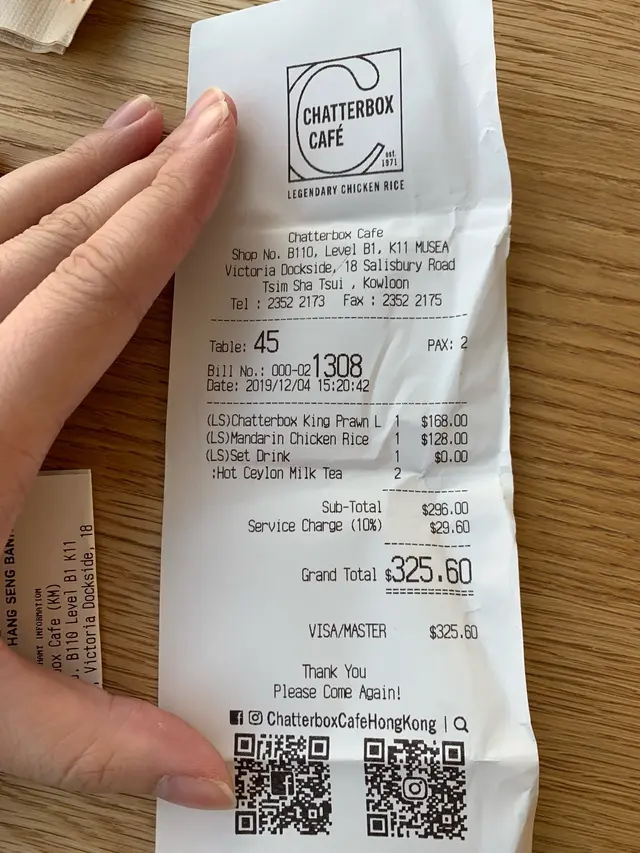 CHATTERBOX
CAFÉ
est.
1971
LEGENDARY CHICKEN RICE
Chatterbox Cafe
Shop No. B110, Level B1, K11 MUSEA
Victoria Dockside, 18 Salisbury Road
Tsim Sha Tsui , Kowloon
Tel : 2352 2173 Fax : 2352 2175
Table: 45 PAX: 2
Bill No.: 000-021308
Date: 2019/12/04 15:20:42
(LS)Chatterbox King Prawn L 1 $168.00
(LS)Mandarin Chicken Rice 1 $128.00
(LS)Set Drink 1 $0.00
:Hot Ceylon Milk Tea 2
Sub-Total $296.00
Service Charge (10%) $29.60
Grand Total $325.60
VISA/MASTER $325.60
Thank You
Please Come Again!
ChatterboxCafeHongKong |
HANG SENG BAN
HANT INFORMATION
ox Cafe (KM)
. B110 Level B1 K11
Victoria Dockside, 18